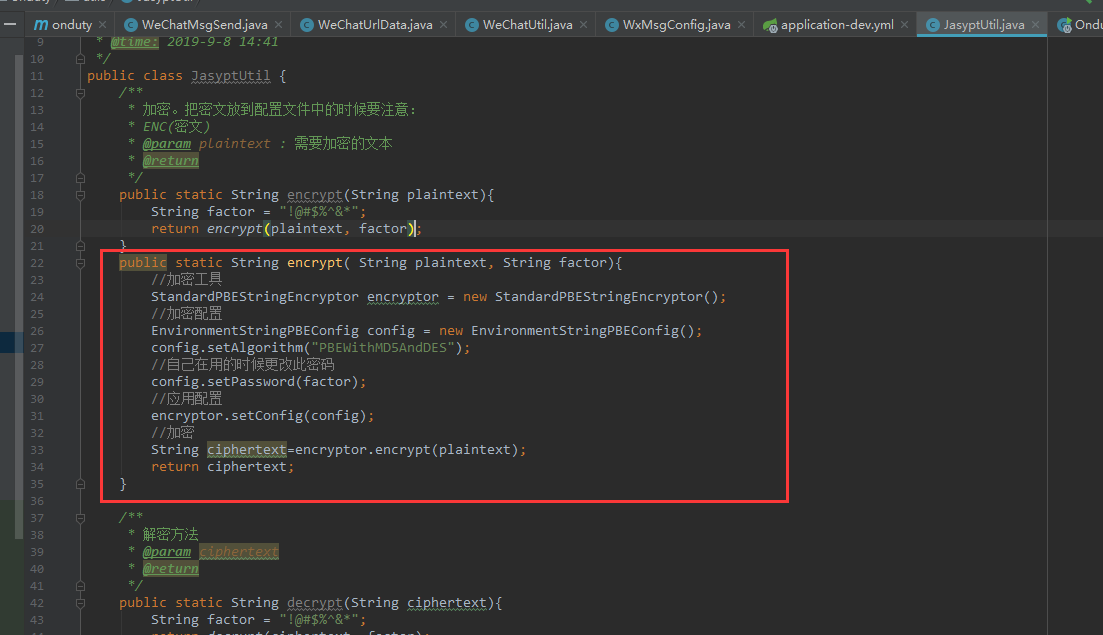 onduty WeChatMsgSend.java WeChatUrlData.java WeChatUtil.java WxMsgConfig.java application-dev.yml JasyptUtil.java Ondu
9 * @time: 2019-9-8 14:41
10 */
11 public class JasyptUtil {
12 /**
13 * 加密。把密文放到配置文件中的时候要注意：
14 * ENC(密文)
15 * @param plaintext : 需要加密的文本
16 * @return
17 */
18 public static String encrypt(String plaintext){
19 String factor = "!@#$%^&*";
20 return encrypt(plaintext, factor);
21 }
22 public static String encrypt( String plaintext, String factor){
23 //加密工具
24 StandardPBEStringEncryptor encryptor = new StandardPBEStringEncryptor();
25 //加密配置
26 EnvironmentStringPBEConfig config = new EnvironmentStringPBEConfig();
27 config.setAlgorithm("PBEWithMD5AndDES");
28 //自己在用的时候更改此密码
29 config.setPassword(factor);
30 //应用配置
31 encryptor.setConfig(config);
32 //加密
33 String ciphertext=encryptor.encrypt(plaintext);
34 return ciphertext;
35 }
36
37 /**
38 * 解密方法
39 * @param ciphertext
40 * @return
41 */
42 public static String decrypt(String ciphertext){
43 String factor = "!@#$%^&*";